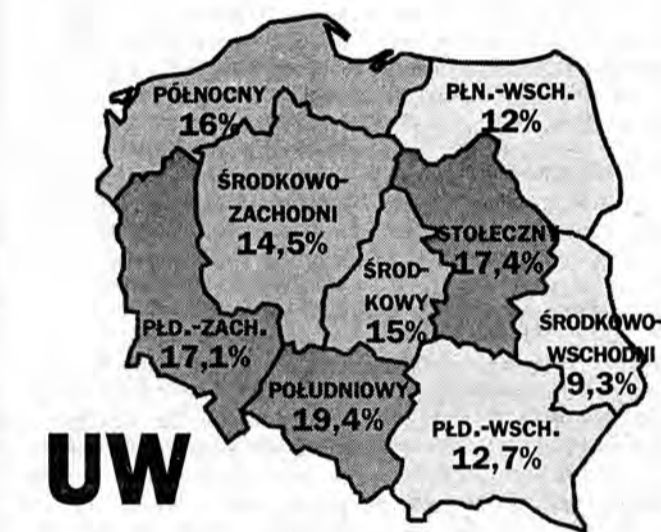 PÓŁNOCNY
16%
PŁN.-WSCH.
12%
ŚRODKOWO-
ZACHODNI
14,5%
STOŁECZNY
17,4%
ŚROD-
KOWY
15%
PŁD.-ZACH.
17,1%
ŚRODKOWO-
WSCHODNI
9,3%
POŁUDNIOWY
19,4%
PŁD.-WSCH.
12,7%
UW